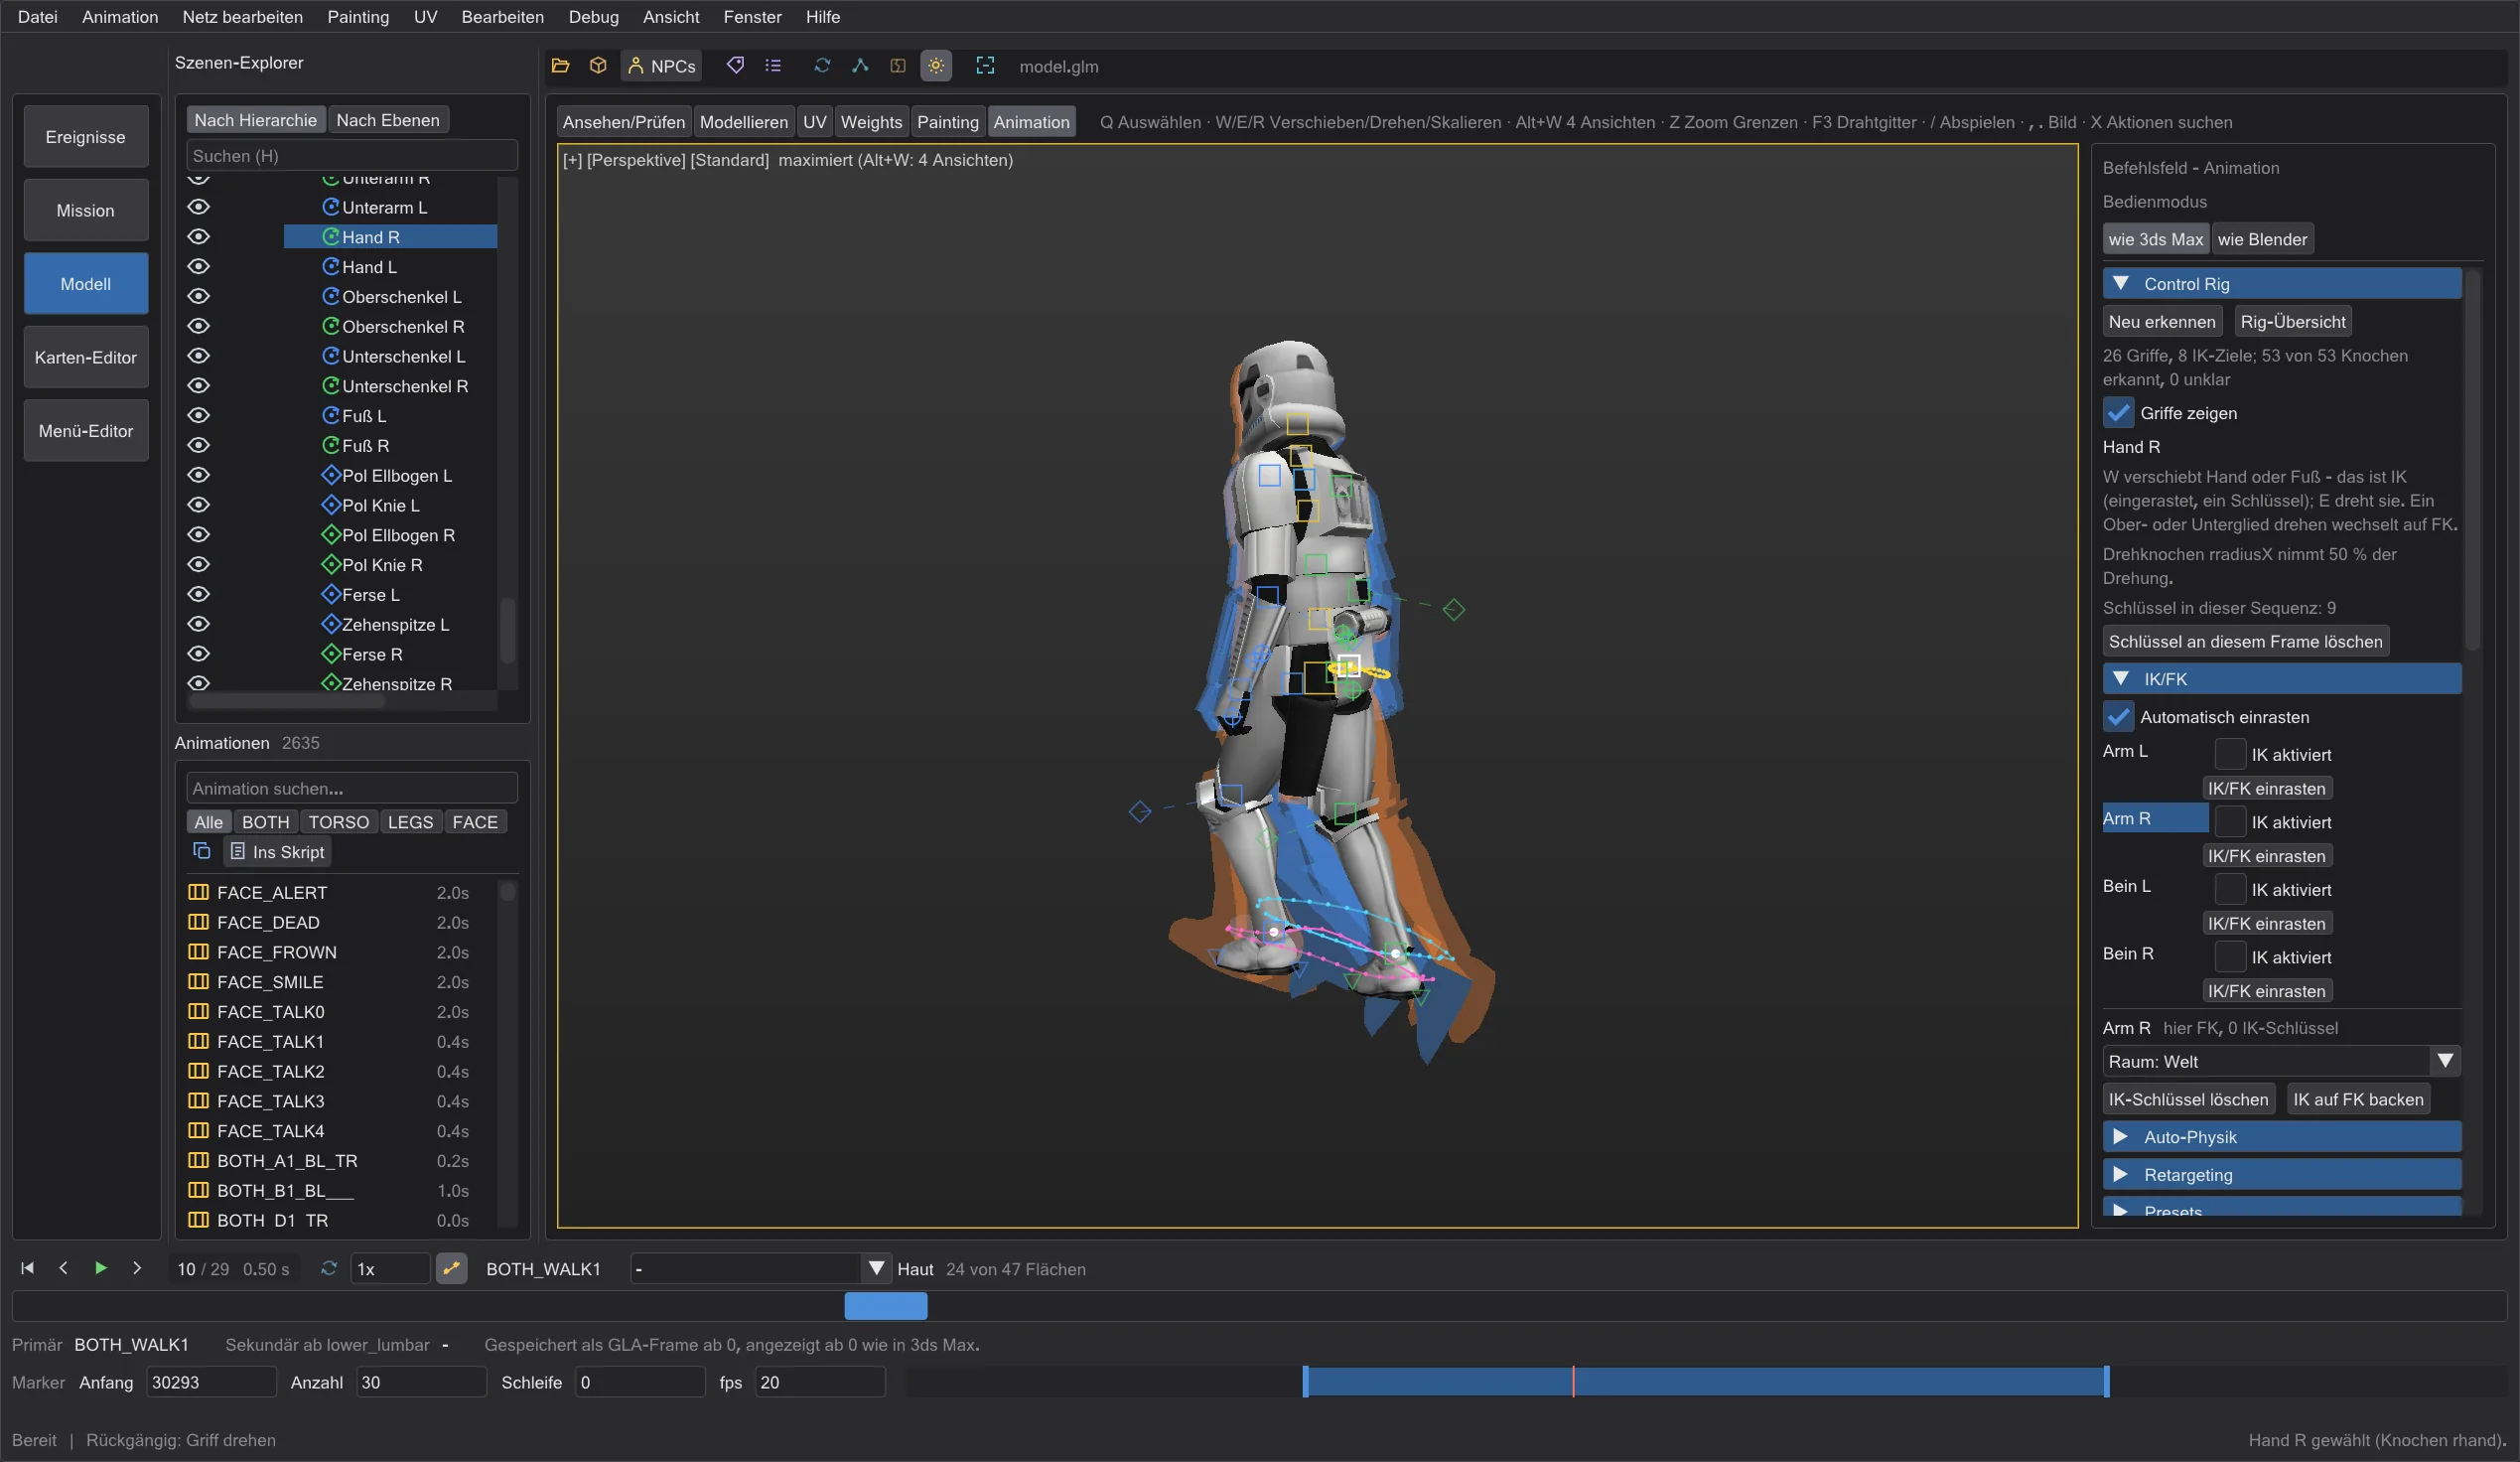 Datei Animation Netz bearbeiten Painting UV Bearbeiten Debug Ansicht Fenster Hilfe
Szenen-Explorer
NPCs model.glm
Ereignisse
Mission
Modell
Karten-Editor
Menü-Editor
Nach Hierarchie Nach Ebenen
Suchen (H)
Unterarm R
Unterarm L
Hand R
Hand L
Oberschenkel L
Oberschenkel R
Unterschenkel L
Unterschenkel R
Fuß L
Fuß R
Pol Ellbogen L
Pol Knie L
Pol Ellbogen R
Pol Knie R
Ferse L
Zehenspitze L
Ferse R
Zehenspitze R
Animationen 2635
Animation suchen...
Alle BOTH TORSO LEGS FACE
Ins Skript
FACE_ALERT 2.0s
FACE_DEAD 2.0s
FACE_FROWN 2.0s
FACE_SMILE 2.0s
FACE_TALK0 2.0s
FACE_TALK1 0.4s
FACE_TALK2 0.4s
FACE_TALK3 0.4s
FACE_TALK4 0.4s
BOTH_A1_BL_TR 0.2s
BOTH_B1_BL___ 1.0s
BOTH_D1_TR 0.0s
Ansehen/Prüfen Modellieren UV Weights Painting Animation Q Auswählen · W/E/R Verschieben/Drehen/Skalieren · Alt+W 4 Ansichten · Z Zoom Grenzen · F3 Drahtgitter · / Abspielen · , . Bild · X Aktionen suchen
[+] [Perspektive] [Standard] maximiert (Alt+W: 4 Ansichten)
Befehlsfeld - Animation
Bedienmodus
wie 3ds Max wie Blender
Control Rig
Neu erkennen Rig-Übersicht
26 Griffe, 8 IK-Ziele; 53 von 53 Knochen
erkannt, 0 unklar
Griffe zeigen
Hand R
W verschiebt Hand oder Fuß - das ist IK
(eingerastet, ein Schlüssel); E dreht sie. Ein
Ober- oder Unterglied drehen wechselt auf FK.
Drehknochen rradiusX nimmt 50 % der
Drehung.
Schlüssel in dieser Sequenz: 9
Schlüssel an diesem Frame löschen
IK/FK
Automatisch einrasten
Arm L IK aktiviert
IK/FK einrasten
Arm R IK aktiviert
IK/FK einrasten
Bein L IK aktiviert
IK/FK einrasten
Bein R IK aktiviert
IK/FK einrasten
Arm R hier FK, 0 IK-Schlüssel
Raum: Welt
IK-Schlüssel löschen IK auf FK backen
Auto-Physik
Retargeting
Presets
10 / 29 0.50 s 1x BOTH_WALK1 - Haut 24 von 47 Flächen
Primär BOTH_WALK1 Sekundär ab lower_lumbar - Gespeichert als GLA-Frame ab 0, angezeigt ab 0 wie in 3ds Max.
Marker Anfang 30293 Anzahl 30 Schleife 0 fps 20
Bereit | Rückgängig: Griff drehen
Hand R gewählt (Knochen rhand).